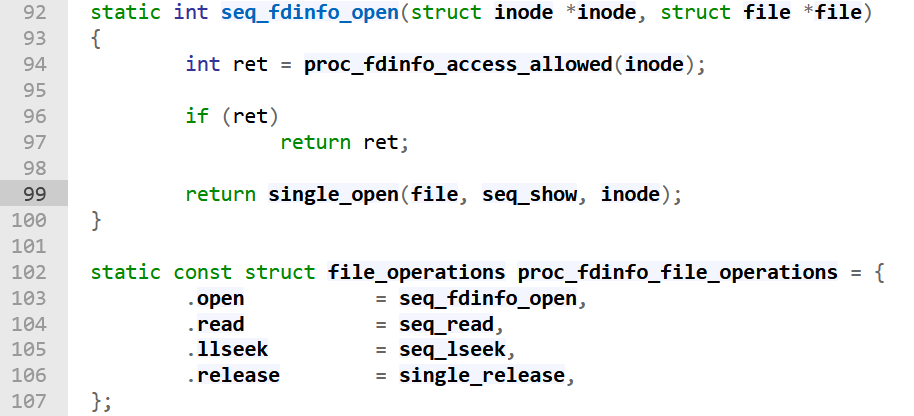 92 static int seq_fdinfo_open(struct inode *inode, struct file *file)
93 {
94         int ret = proc_fdinfo_access_allowed(inode);
95
96         if (ret)
97                 return ret;
98
99         return single_open(file, seq_show, inode);
100 }
101
102 static const struct file_operations proc_fdinfo_file_operations = {
103         .open           = seq_fdinfo_open,
104         .read           = seq_read,
105         .llseek         = seq_lseek,
106         .release        = single_release,
107 };